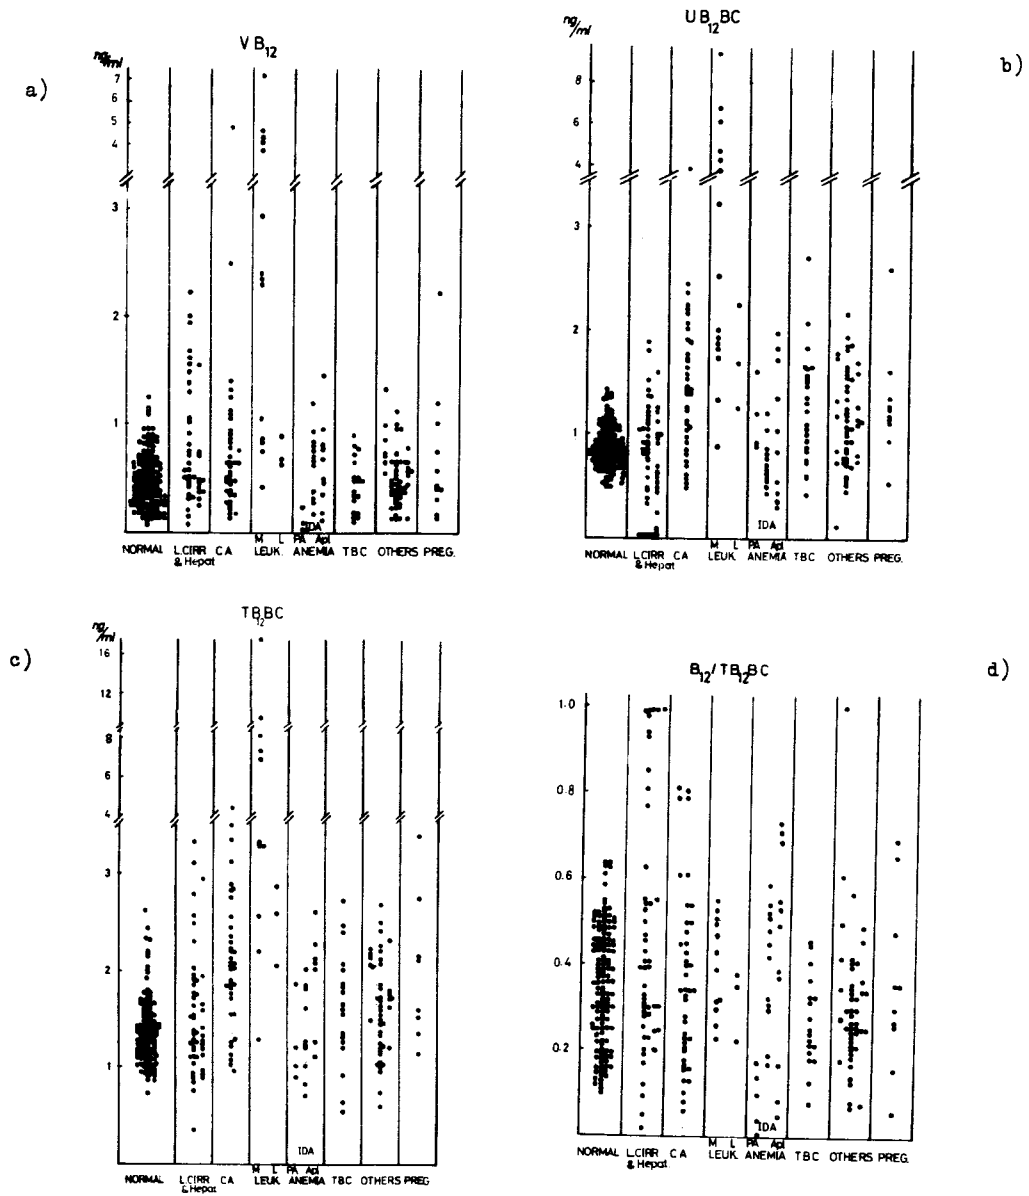 a)
V B12
ng/ml
7
6
5
4
3
2
1
NORMAL L.CIRR & Hepat CA M L LEUK. PA IDA Apl ANEMIA TBC OTHERS PREG.
b)
UB12BC
ng/ml
8
6
4
3
2
1
NORMAL L.CIRR & Hepat CA M L LEUK. PA IDA Apl ANEMIA TBC OTHERS PREG.
c)
TB12BC
ng/ml
16
12
8
6
4
3
2
1
NORMAL L.CIRR & Hepat CA M L LEUK. PA IDA Apl ANEMIA TBC OTHERS PREG
d)
B12/TB12BC
1.0
0.8
0.6
0.4
0.2
NORMAL L.CIRR & Hepat CA M L LEUK. PA IDA Apl ANEMIA TBC OTHERS PREG.